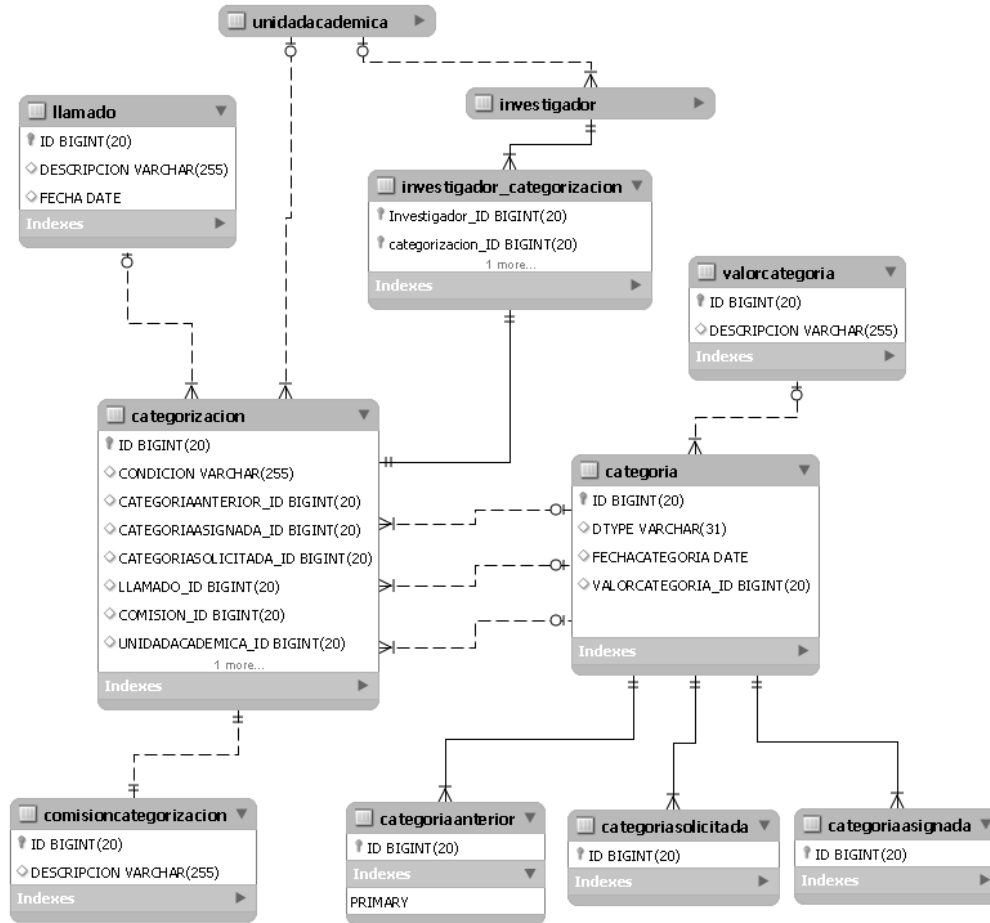 unidadacademica
investigador
llamado
ID BIGINT(20)
DESCRIPCION VARCHAR(255)
FECHA DATE
Indexes
investigador_categorizacion
Investigador_ID BIGINT(20)
categorizacion_ID BIGINT(20)
1 more...
Indexes
valorcategoria
ID BIGINT(20)
DESCRIPCION VARCHAR(255)
Indexes
categorizacion
ID BIGINT(20)
CONDICION VARCHAR(255)
CATEGORIAANTERIOR_ID BIGINT(20)
CATEGORIAASIGNADA_ID BIGINT(20)
CATEGORIASOLICITADA_ID BIGINT(20)
LLAMADO_ID BIGINT(20)
COMISION_ID BIGINT(20)
UNIDADACADEMICA_ID BIGINT(20)
1 more...
Indexes
categoria
ID BIGINT(20)
DTYPE VARCHAR(31)
FECHACATEGORIA DATE
VALORCATEGORIA_ID BIGINT(20)
Indexes
comisioncategorizacion
ID BIGINT(20)
DESCRIPCION VARCHAR(255)
Indexes
categoriaanterior
ID BIGINT(20)
Indexes
PRIMARY
categoriasolicitada
ID BIGINT(20)
Indexes
categoriaasignada
ID BIGINT(20)
Indexes